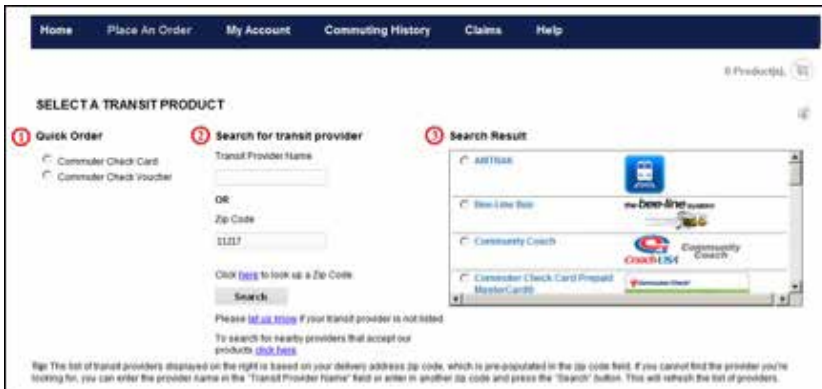 Home Place An Order My Account Commuting History Claims Help
0 Product(s),
SELECT A TRANSIT PRODUCT
1 Quick Order
Commuter Check Card
Commuter Check Voucher
2 Search for transit provider
Transit Provider Name
OR
Zip Code
11217
Click here to look up a Zip Code
Search
Please let us know if your transit provider is not listed
To search for nearby providers that accept our
products click here
3 Search Result
AMTRAK
Bee-Line Bus
the bee-line system
Community Coach
Coach USA
Community
Coach
Commuter Check Card Prepaid
MasterCard®
Commuter Check
Tip: The list of transit providers displayed on the right is based on your delivery address zip code, which is pre-populated in the zip code field. If you cannot find the provider you're
looking for, you can enter the provider name in the "Transit Provider Name" field or enter in another zip code and press the "Search" button. This will refresh the list of providers.